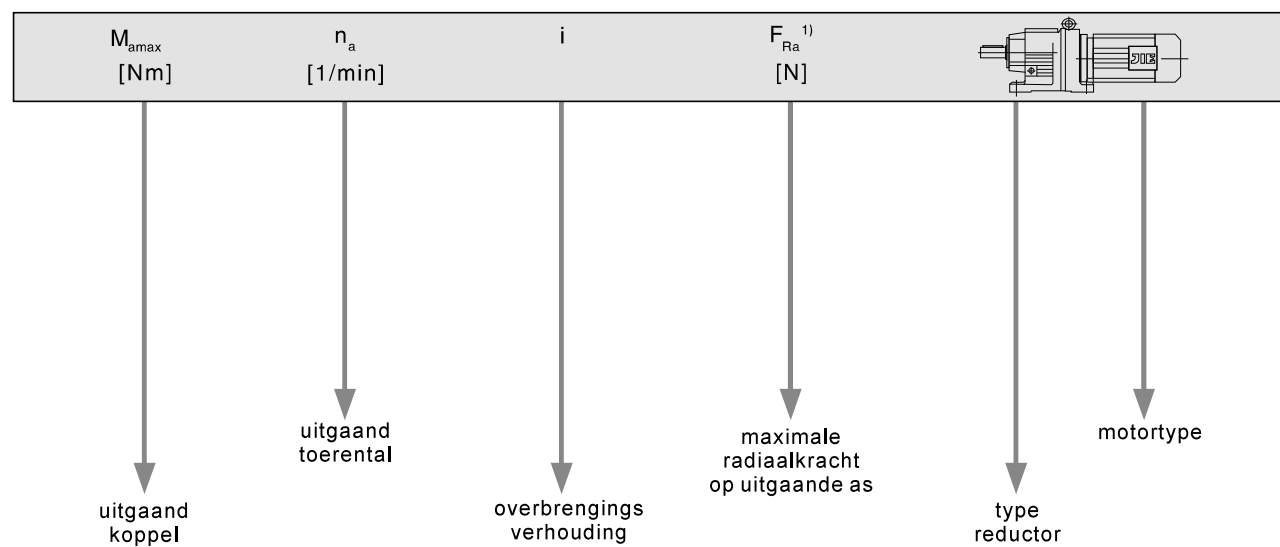 M_amax n_a i F_Ra ¹⁾
[Nm] [1/min] [N]
JIE
uitgaand
toerental
maximale
radiaalkracht
op uitgaande as
motortype
uitgaand
koppel
overbrengings
verhouding
type
reductor